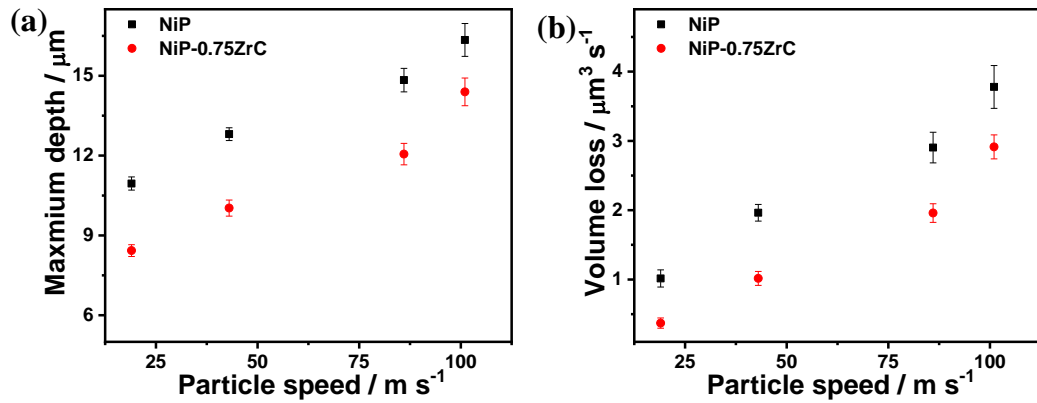 (a)
NiP
NiP-0.75ZrC
Maxmium depth / μm
15
12
9
6
25 50 75 100
Particle speed / m s⁻¹
(b)
NiP
NiP-0.75ZrC
Volume loss / μm³ s⁻¹
4
3
2
1
25 50 75 100
Particle speed / m s⁻¹